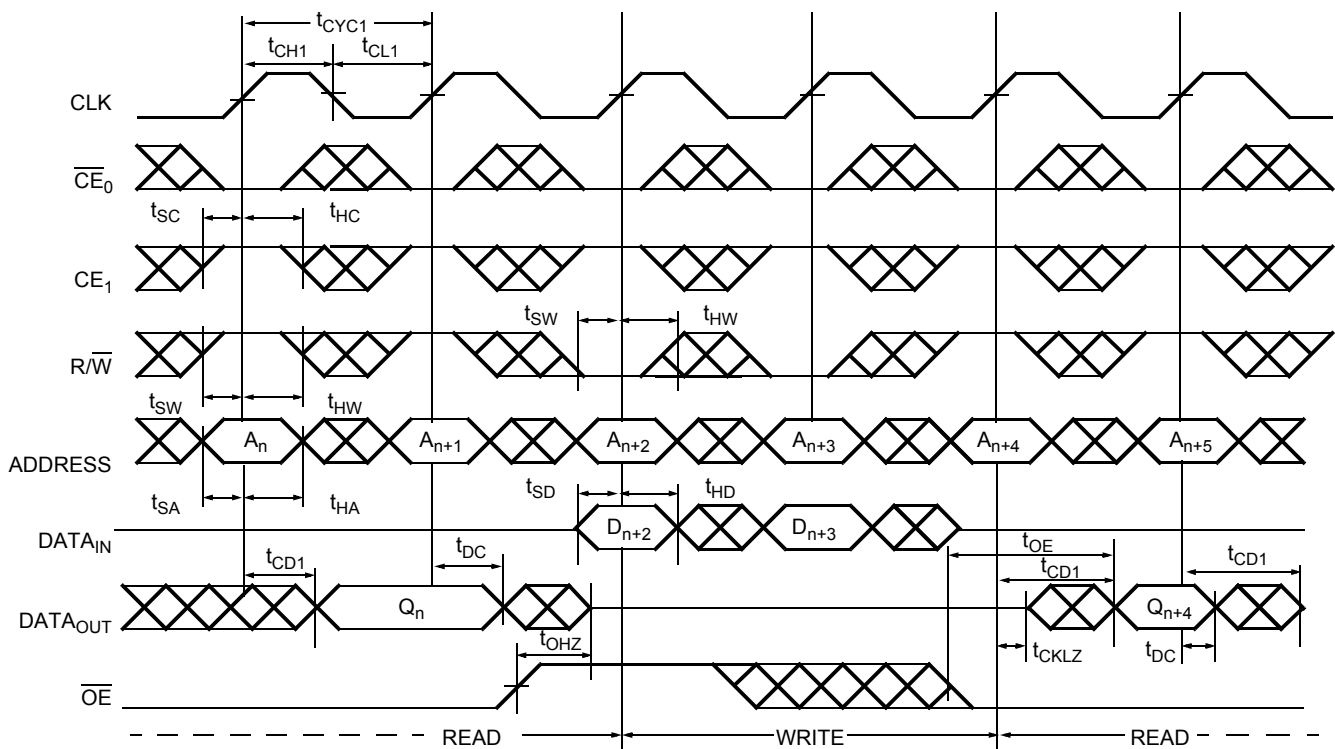 tCYC1
tCH1 tCL1
CLK
CE0
tSC tHC
CE1
tSW tHW
R/W
tSW tHW
An An+1 An+2 An+3 An+4 An+5
ADDRESS
tSA tHA tSD tHD
Dn+2 Dn+3
DATAIN
tOE
tCD1 tDC tCD1 tCD1
Qn Qn+4
DATAOUT
tOHZ tCKLZ tDC
OE
READ WRITE READ